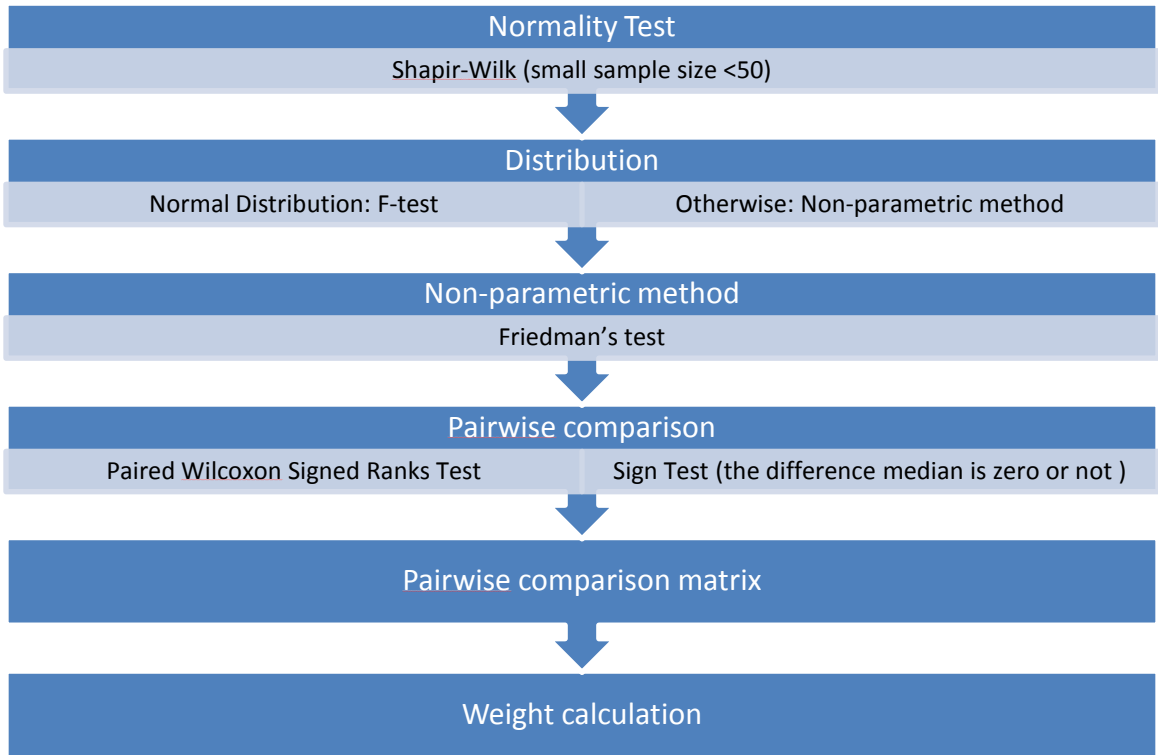 Normality Test
Shapir-Wilk (small sample size <50)
Distribution
Normal Distribution: F-test
Otherwise: Non-parametric method
Non-parametric method
Friedman’s test
Pairwise comparison
Paired Wilcoxon Signed Ranks Test
Sign Test (the difference median is zero or not )
Pairwise comparison matrix
Weight calculation